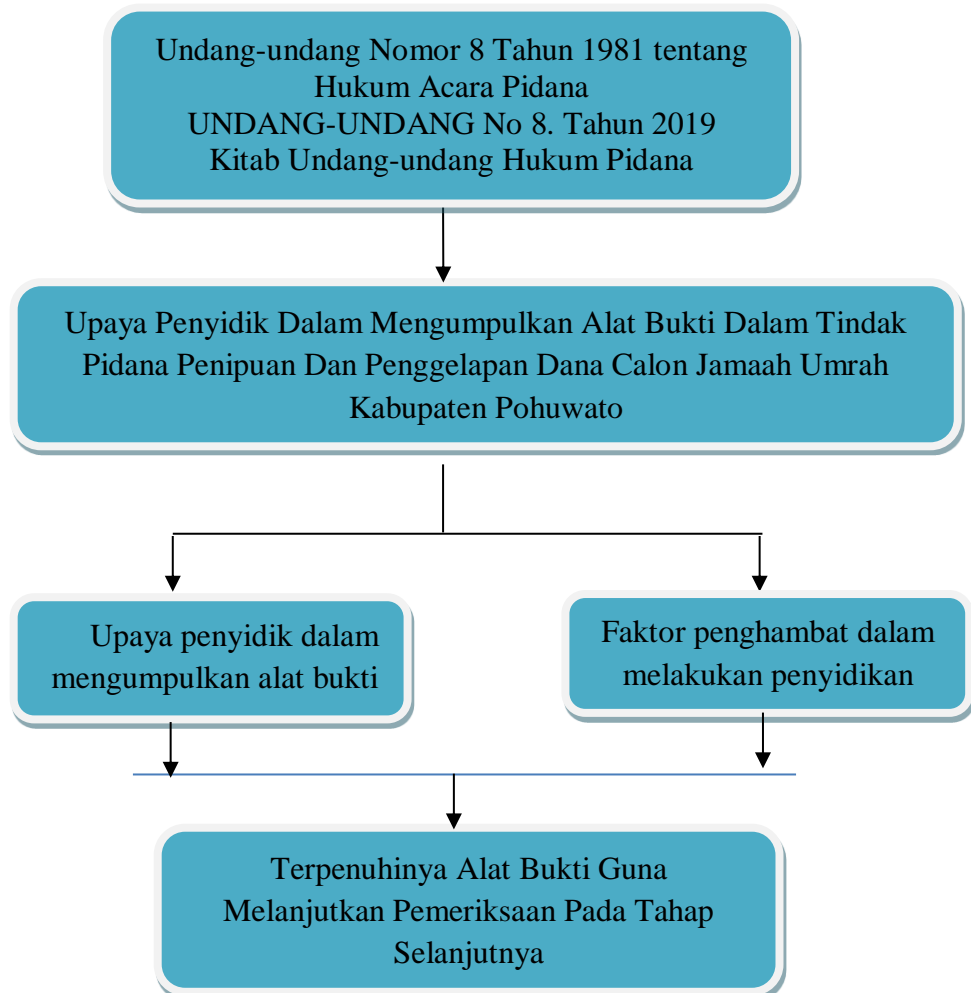 Undang-undang Nomor 8 Tahun 1981 tentang
Hukum Acara Pidana
UNDANG-UNDANG No 8. Tahun 2019
Kitab Undang-undang Hukum Pidana
Upaya Penyidik Dalam Mengumpulkan Alat Bukti Dalam Tindak
Pidana Penipuan Dan Penggelapan Dana Calon Jamaah Umrah
Kabupaten Pohuwato
Upaya penyidik dalam
mengumpulkan alat bukti
Faktor penghambat dalam
melakukan penyidikan
Terpenuhinya Alat Bukti Guna
Melanjutkan Pemeriksaan Pada Tahap
Selanjutnya